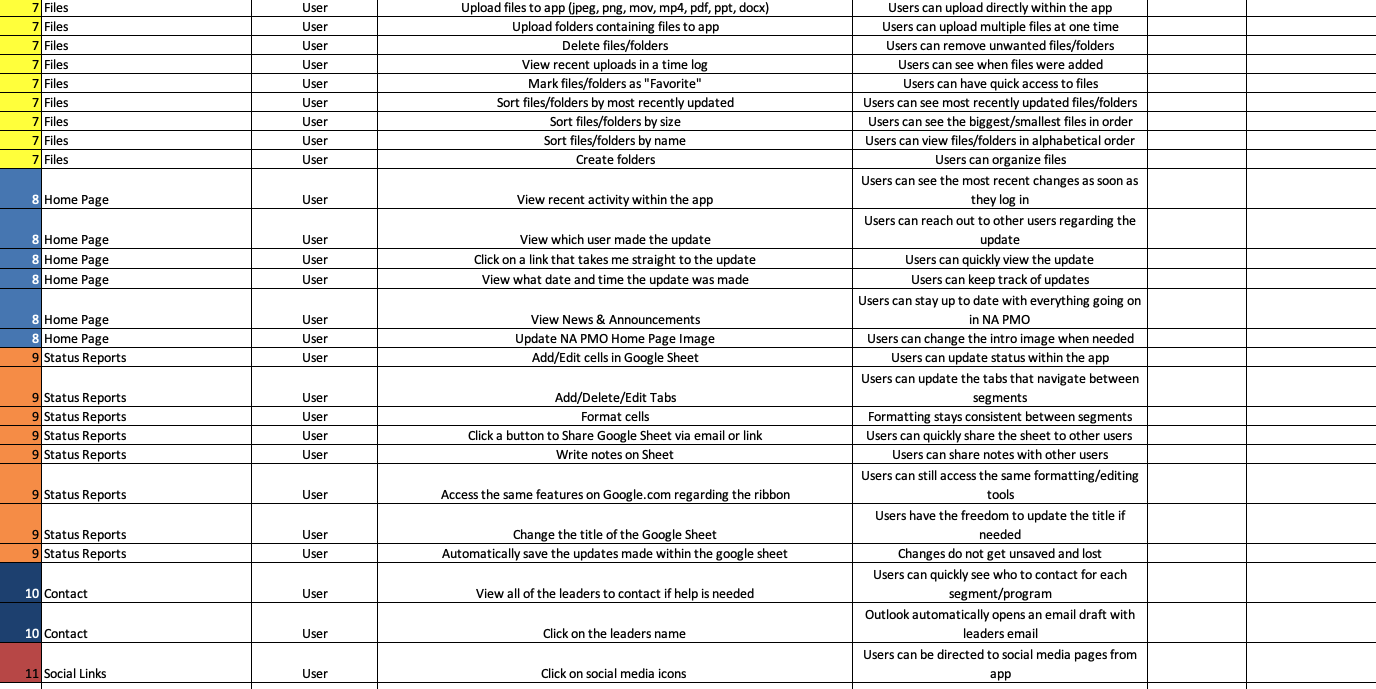 7 Files User Upload files to app (jpeg, png, mov, mp4, pdf, ppt, docx) Users can upload directly within the app
7 Files User Upload folders containing files to app Users can upload multiple files at one time
7 Files User Delete files/folders Users can remove unwanted files/folders
7 Files User View recent uploads in a time log Users can see when files were added
7 Files User Mark files/folders as "Favorite" Users can have quick access to files
7 Files User Sort files/folders by most recently updated Users can see most recently updated files/folders
7 Files User Sort files/folders by size Users can see the biggest/smallest files in order
7 Files User Sort files/folders by name Users can view files/folders in alphabetical order
7 Files User Create folders Users can organize files
Users can see the most recent changes as soon as
8 Home Page User View recent activity within the app they log in
Users can reach out to other users regarding the
8 Home Page User View which user made the update update
8 Home Page User Click on a link that takes me straight to the update Users can quickly view the update
8 Home Page User View what date and time the update was made Users can keep track of updates
Users can stay up to date with everything going on
8 Home Page User View News & Announcements in NA PMO
8 Home Page User Update NA PMO Home Page Image Users can change the intro image when needed
9 Status Reports User Add/Edit cells in Google Sheet Users can update status within the app
Users can update the tabs that navigate between
9 Status Reports User Add/Delete/Edit Tabs segments
9 Status Reports User Format cells Formatting stays consistent between segments
9 Status Reports User Click a button to Share Google Sheet via email or link Users can quickly share the sheet to other users
9 Status Reports User Write notes on Sheet Users can share notes with other users
Users can still access the same formatting/editing
9 Status Reports User Access the same features on Google.com regarding the ribbon tools
Users have the freedom to update the title if
9 Status Reports User Change the title of the Google Sheet needed
9 Status Reports User Automatically save the updates made within the google sheet Changes do not get unsaved and lost
Users can quickly see who to contact for each
10 Contact User View all of the leaders to contact if help is needed segment/program
Outlook automatically opens an email draft with
10 Contact User Click on the leaders name leaders email
Users can be directed to social media pages from
11 Social Links User Click on social media icons app